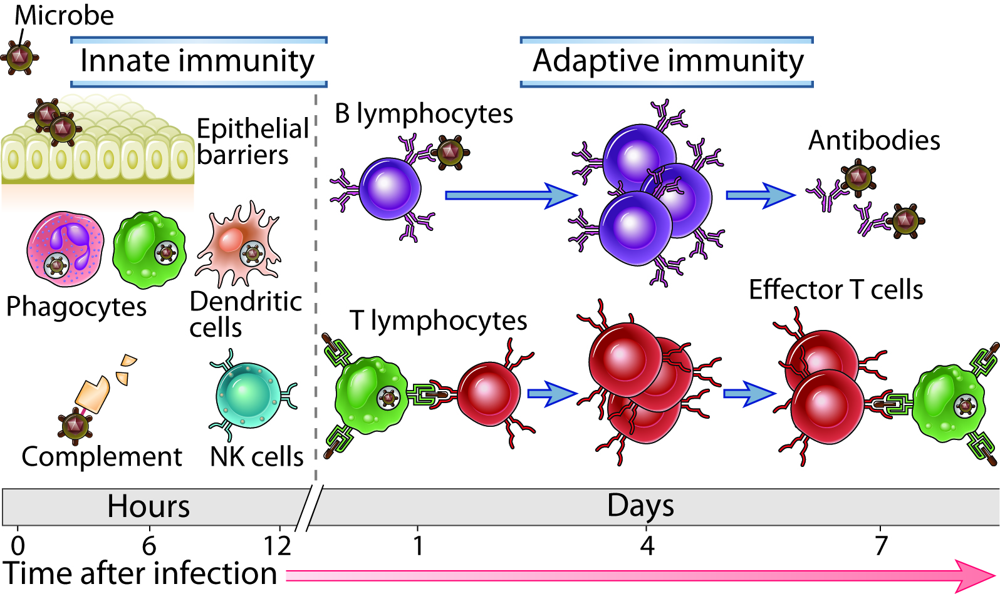 Microbe
Innate immunity
Adaptive immunity
Epithelial
barriers
B lymphocytes
Antibodies
Phagocytes
Dendritic
cells
T lymphocytes
Effector T cells
Complement
NK cells
Hours
Days
0 6 12 1 4 7
Time after infection